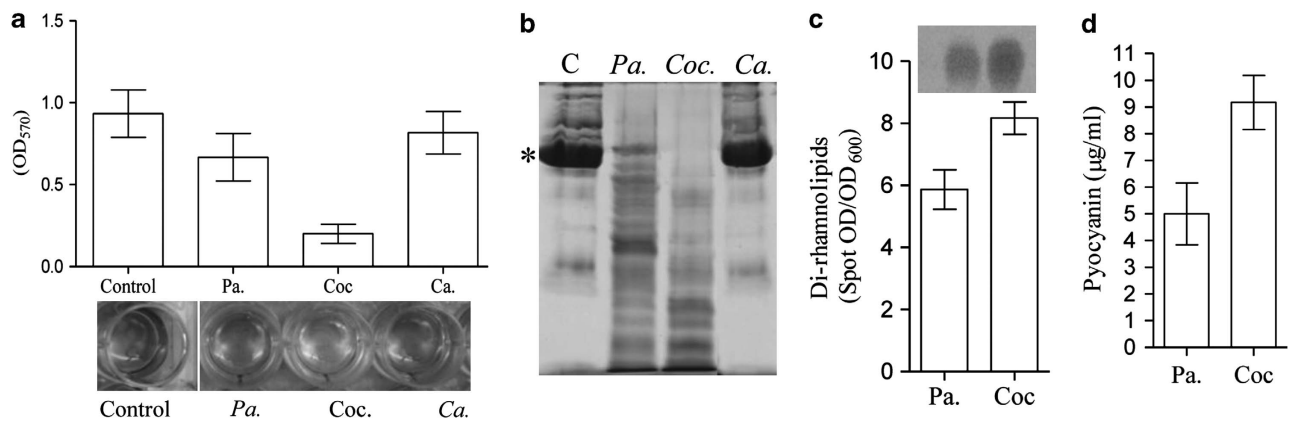 a
1.5
1.0
0.5
0.0
(OD570)
Control Pa. Coc Ca.
Control Pa. Coc. Ca.
b
C Pa. Coc. Ca.
*
c
10
8
6
4
2
0
Di-rhamnolipids
(Spot OD/OD600)
Pa. Coc
d
11
10
9
8
7
6
5
4
3
2
1
0
Pyocyanin (µg/ml)
Pa. Coc